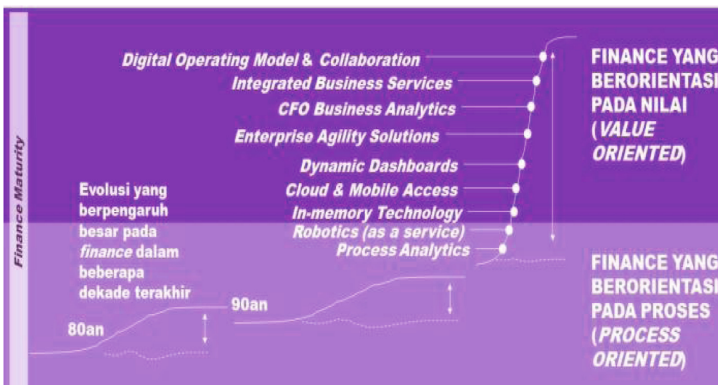 Finance Maturity
Digital Operating Model & Collaboration
Integrated Business Services
CFO Business Analytics
Enterprise Agility Solutions
Dynamic Dashboards
Cloud & Mobile Access
In-memory Technology
Robotics (as a service)
Process Analytics
Evolusi yang
berpengaruh
besar pada
finance dalam
beberapa
dekade terakhir
80an
90an
FINANCE YANG
BERORIENTASI
PADA NILAI
(VALUE
ORIENTED)
FINANCE YANG
BERORIENTASI
PADA PROSES
(PROCESS
ORIENTED)